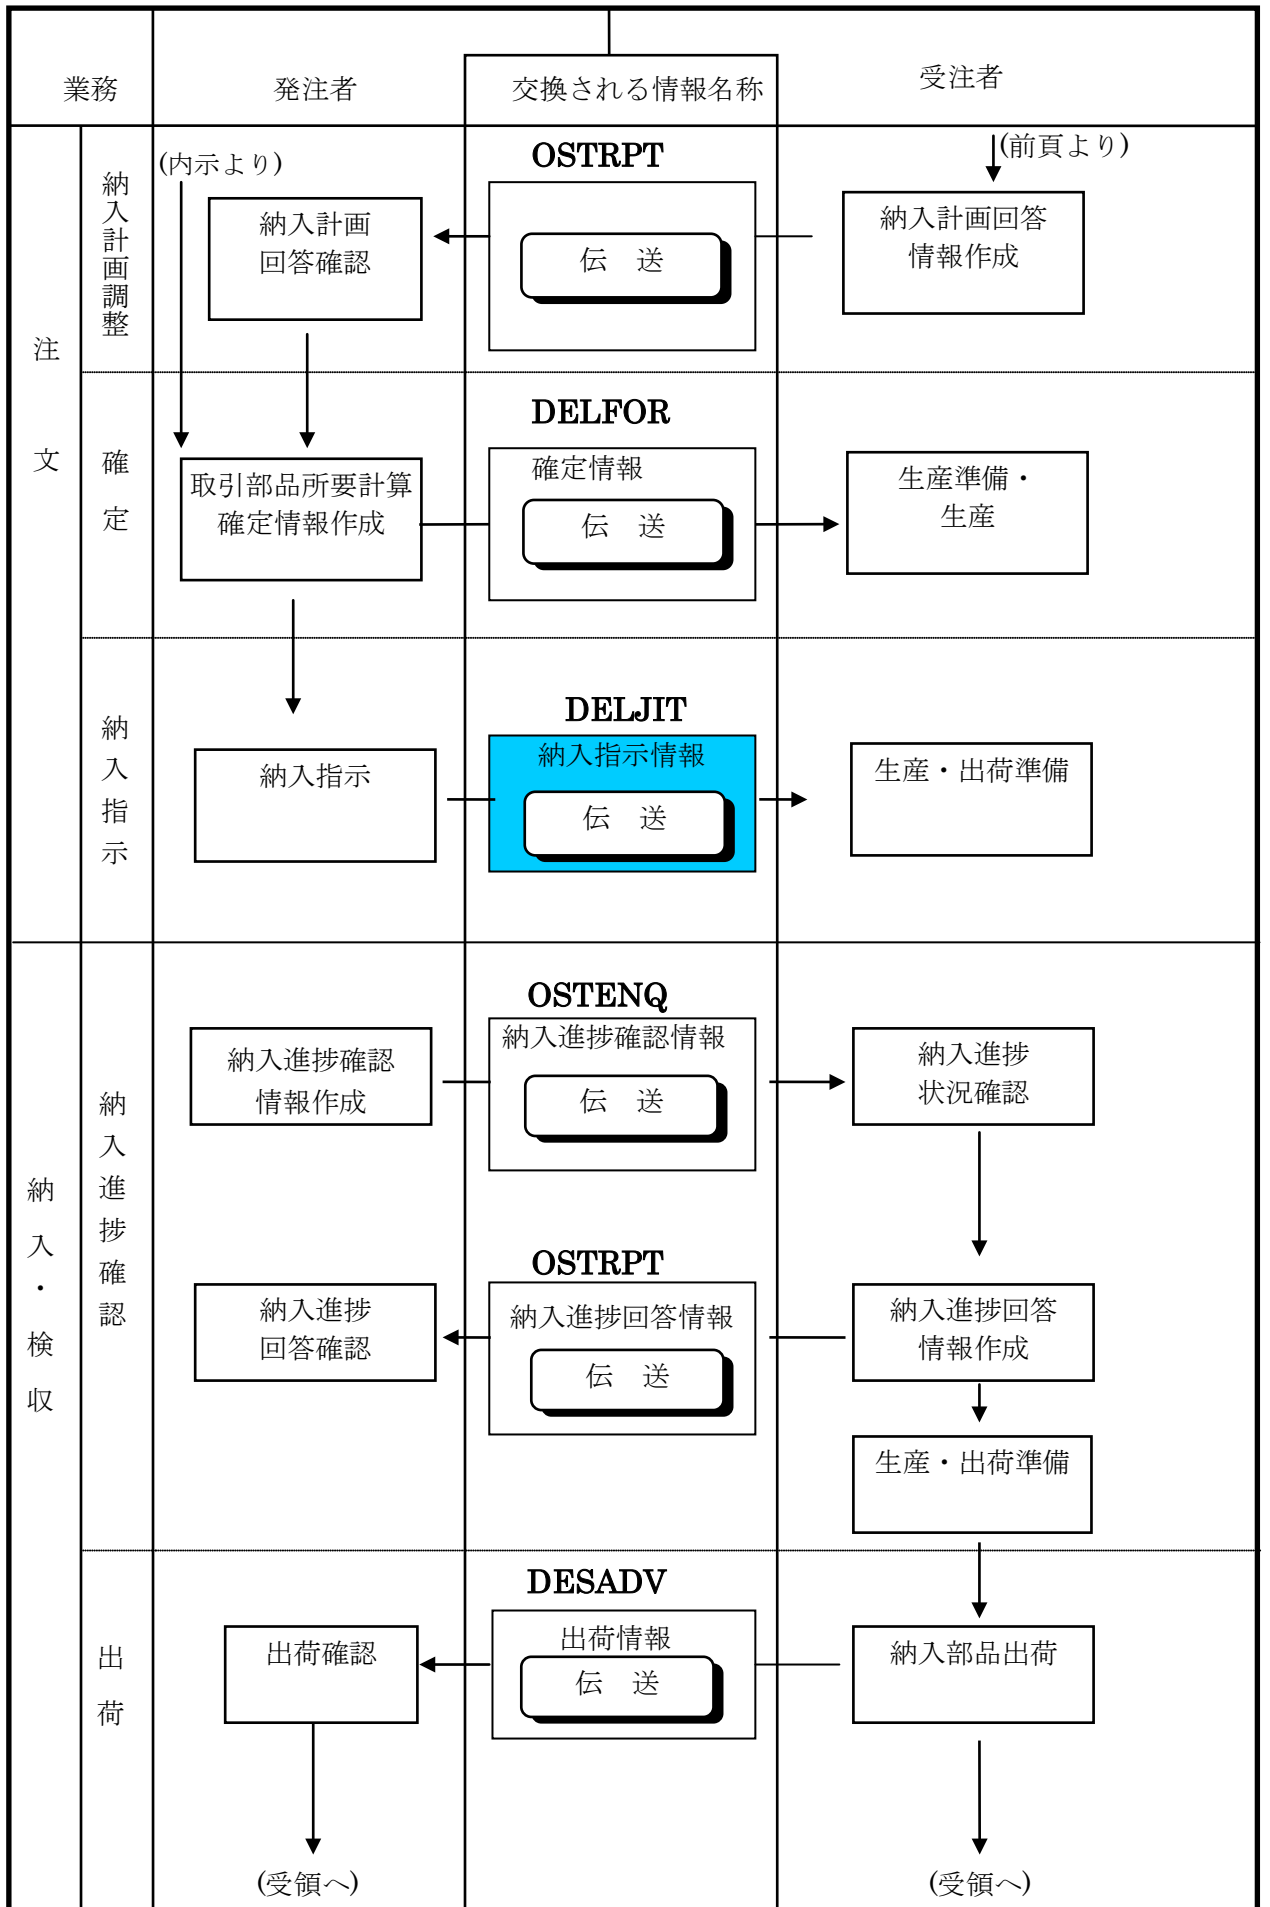 業務
発注者
交換される情報名称
受注者
注文
納入計画調整
(内示より)
OSTRPT
(前頁より)
納入計画
回答確認
伝　送
納入計画回答
情報作成
確定
DELFOR
取引部品所要計算
確定情報作成
確定情報
伝　送
生産準備・
生産
納入指示
DELJIT
納入指示
納入指示情報
伝　送
生産・出荷準備
納入・検収
納入進捗確認
OSTENQ
納入進捗確認
情報作成
納入進捗確認情報
伝　送
納入進捗
状況確認
OSTRPT
納入進捗
回答確認
納入進捗回答情報
伝　送
納入進捗回答
情報作成
生産・出荷準備
出荷
DESADV
出荷確認
出荷情報
伝　送
納入部品出荷
(受領へ)
(受領へ)